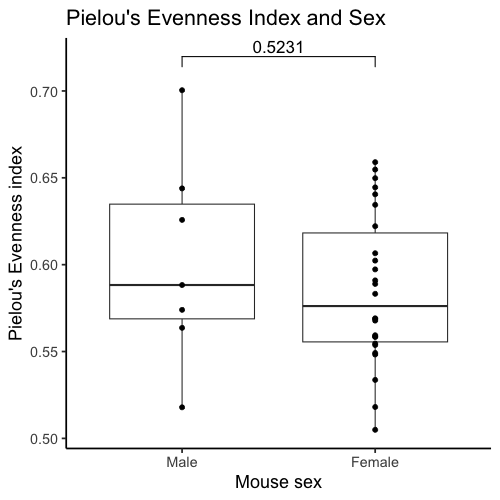 Pielou's Evenness Index and Sex
0.5231
0.70
0.65
0.60
0.55
0.50
Pielou's Evenness index
Male
Female
Mouse sex